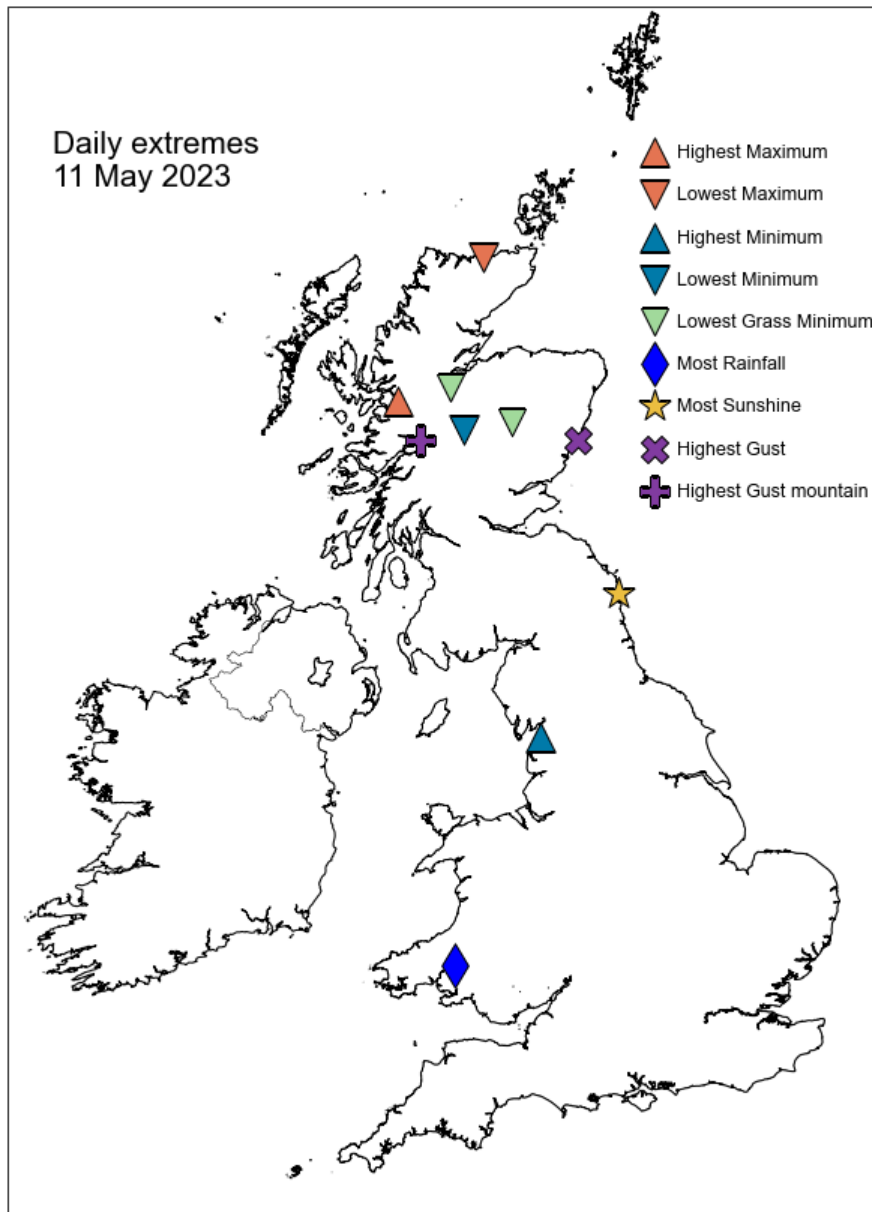 Daily extremes
11 May 2023
Highest Maximum
Lowest Maximum
Highest Minimum
Lowest Minimum
Lowest Grass Minimum
Most Rainfall
Most Sunshine
Highest Gust
Highest Gust mountain